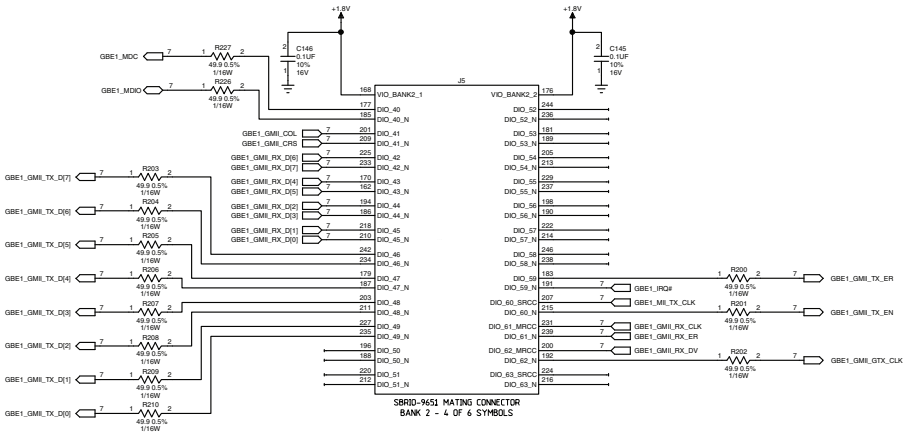 +1.8V
+1.8V
C146
0.1UF
10%
16V
2
1
C145
0.1UF
10%
16V
2
1
GBE1_MDC 7 1 R227 2
49.9 0.5%
1/16W
GBE1_MDIO 7 1 R226 2
49.9 0.5%
1/16W
GBE1_GMII_COL 7
GBE1_GMII_CRS 7
GBE1_GMII_RX_D[6] 7
GBE1_GMII_RX_D[7] 7
GBE1_GMII_RX_D[4] 7
GBE1_GMII_RX_D[5] 7
GBE1_GMII_RX_D[2] 7
GBE1_GMII_RX_D[3] 7
GBE1_GMII_RX_D[1] 7
GBE1_GMII_RX_D[0] 7
GBE1_GMII_TX_D[7] 7 1 R203 2
49.9 0.5%
1/16W
GBE1_GMII_TX_D[6] 7 1 R204 2
49.9 0.5%
1/16W
GBE1_GMII_TX_D[5] 7 1 R205 2
49.9 0.5%
1/16W
GBE1_GMII_TX_D[4] 7 1 R206 2
49.9 0.5%
1/16W
GBE1_GMII_TX_D[3] 7 1 R207 2
49.9 0.5%
1/16W
GBE1_GMII_TX_D[2] 7 1 R208 2
49.9 0.5%
1/16W
GBE1_GMII_TX_D[1] 7 1 R209 2
49.9 0.5%
1/16W
GBE1_GMII_TX_D[0] 7 1 R210 2
49.9 0.5%
1/16W
J5
168 VIO_BANK2_1
177 DIO_40
185 DIO_40_N
201 DIO_41
209 DIO_41_N
225 DIO_42
233 DIO_42_N
170 DIO_43
162 DIO_43_N
194 DIO_44
186 DIO_44_N
218 DIO_45
210 DIO_45_N
242 DIO_46
234 DIO_46_N
179 DIO_47
187 DIO_47_N
203 DIO_48
211 DIO_48_N
227 DIO_49
235 DIO_49_N
196 DIO_50
188 DIO_50_N
220 DIO_51
212 DIO_51_N
VIO_BANK2_2 176
DIO_52 244
DIO_52_N 236
DIO_53 181
DIO_53_N 189
DIO_54 205
DIO_54_N 213
DIO_55 229
DIO_55_N 237
DIO_56 198
DIO_56_N 190
DIO_57 222
DIO_57_N 214
DIO_58 246
DIO_58_N 238
DIO_59 183
DIO_59_N 191
DIO_60_SRCC 207
DIO_60_N 215
DIO_61_MRCC 231
DIO_61_N 239
DIO_62_MRCC 200
DIO_62_N 192
DIO_63_SRCC 224
DIO_63_N 216
1 R200 2 7 GBE1_GMII_TX_ER
49.9 0.5%
1/16W
7 GBE1_IRQ#
7 GBE1_MII_TX_CLK
1 R201 2 7 GBE1_GMII_TX_EN
49.9 0.5%
1/16W
7 GBE1_GMII_RX_CLK
7 GBE1_GMII_RX_ER
7 GBE1_GMII_RX_DV
1 R202 2 7 GBE1_GMII_GTX_CLK
49.9 0.5%
1/16W
SBRIO-9651 MATING CONNECTOR
BANK 2 - 4 OF 6 SYMBOLS